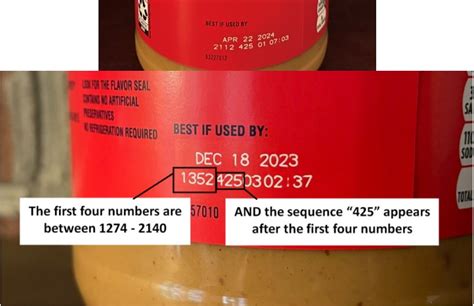 BEST IF USED BY
APR 22 2024
2112 425 01 07:03
53227010
LOOK FOR THE FLAVOR SEAL
CONTAINS NO ARTIFICIAL
PRESERVATIVES
NO REFRIGERATION REQUIRED
BEST IF USED BY:
DEC 18 2023
1352 425 03 02:37
57010
TOTAL
The first four numbers are
between 1274 - 2140
AND the sequence “425” appears
after the first four numbers